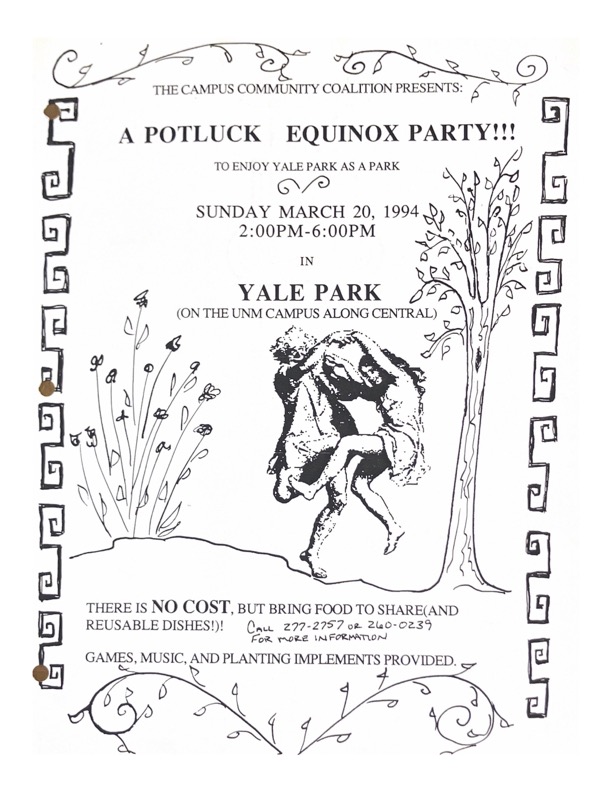 THE CAMPUS COMMUNITY COALITION PRESENTS:
A POTLUCK EQUINOX PARTY!!!
TO ENJOY YALE PARK AS A PARK
SUNDAY MARCH 20, 1994
2:00PM-6:00PM
IN
YALE PARK
(ON THE UNM CAMPUS ALONG CENTRAL)
THERE IS NO COST, BUT BRING FOOD TO SHARE(AND
REUSABLE DISHES!)! CALL 277-2757 OR 260-0239
FOR MORE INFORMATION
GAMES, MUSIC, AND PLANTING IMPLEMENTS PROVIDED.